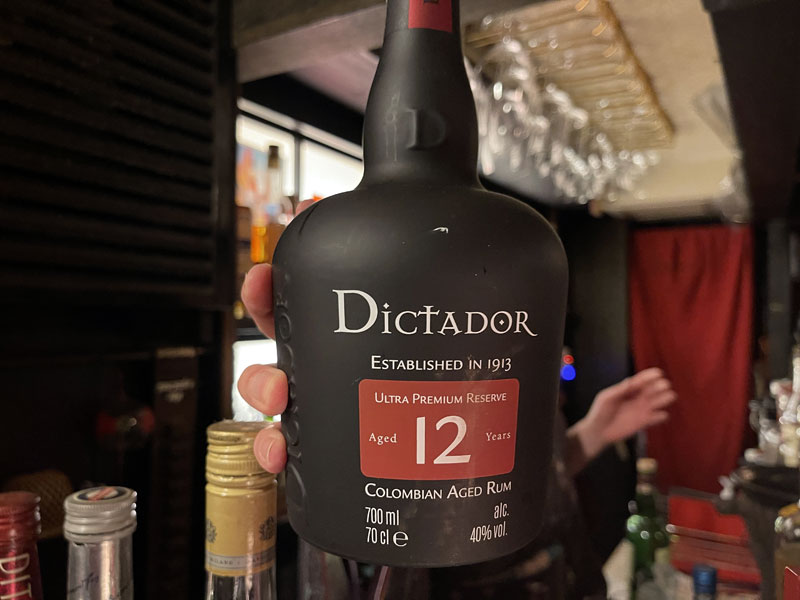 D
DICTADOR
ESTABLISHED IN 1913
ULTRA PREMIUM RESERVE
Aged 12 Years
COLOMBIAN AGED RUM
700 ml alc.
70 cl e 40% vol.
DIT